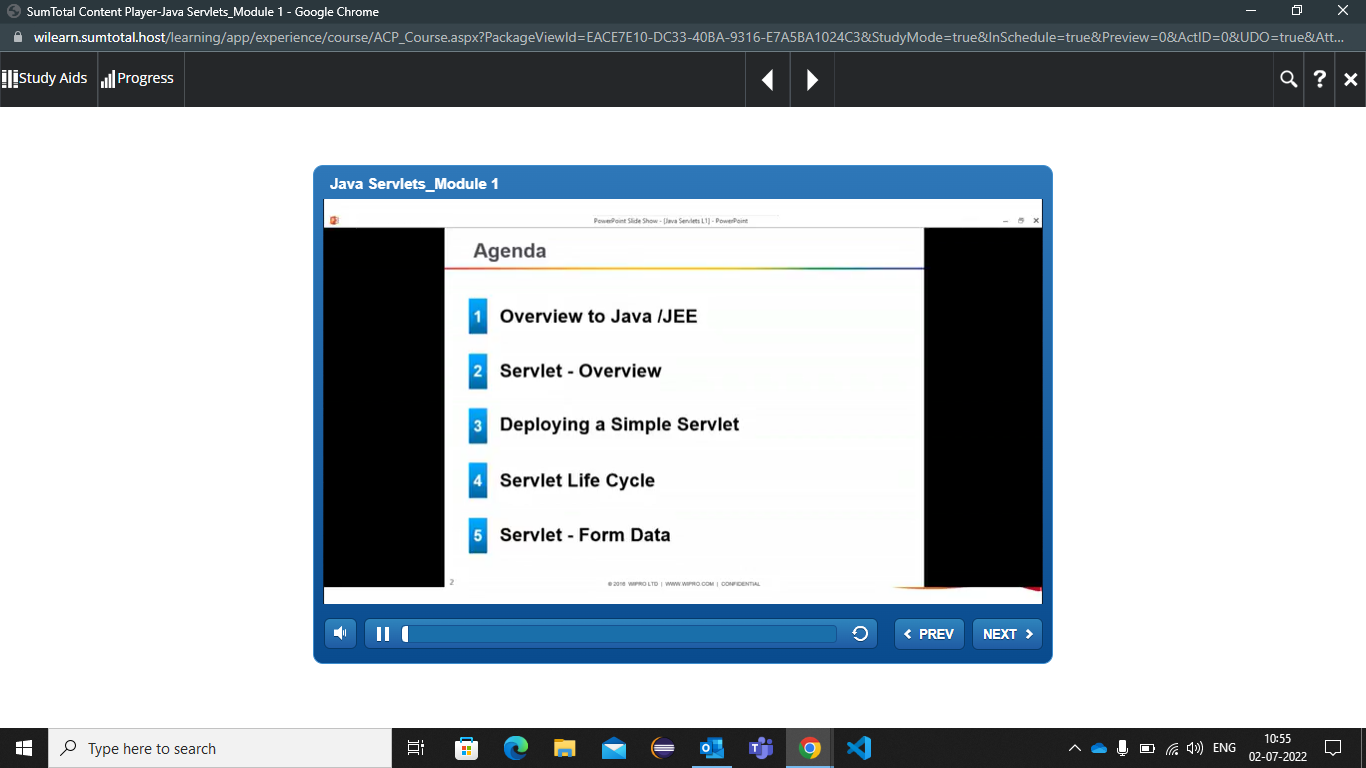 SumTotal Content Player-Java Servlets_Module 1 - Google Chrome
wilearn.sumtotal.host/learning/app/experience/course/ACP_Course.aspx?PackageViewId=EACE7E10-DC33-40BA-9316-E7A5BA1024C3&StudyMode=true&InSchedule=true&Preview=0&ActID=0&UDO=true&Att...
Study Aids Progress ?
Java Servlets_Module 1
PowerPoint Slide Show - [Java Servlets L1] - PowerPoint
Agenda
1 Overview to Java /JEE
2 Servlet - Overview
3 Deploying a Simple Servlet
4 Servlet Life Cycle
5 Servlet - Form Data
2 © 2016 WIPRO LTD | WWW.WIPRO.COM | CONFIDENTIAL
PREV NEXT
Type here to search
ENG
10:55
02-07-2022